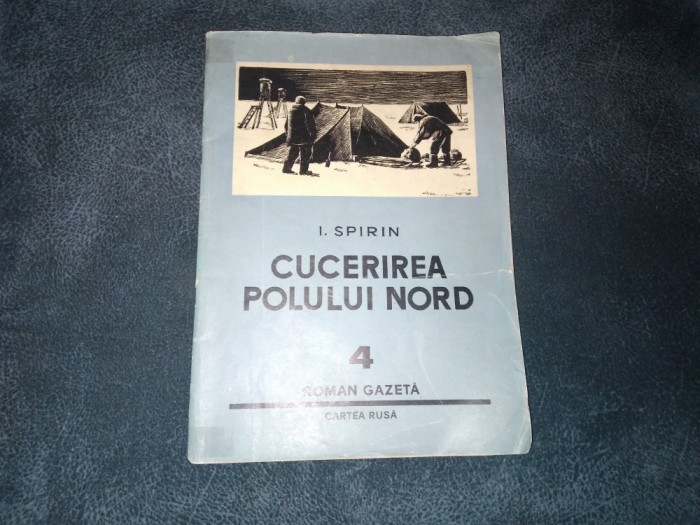 I. SPIRIN
CUCERIREA
POLULUI NORD
4
ROMAN GAZETĂ
CARTEA RUSĂ